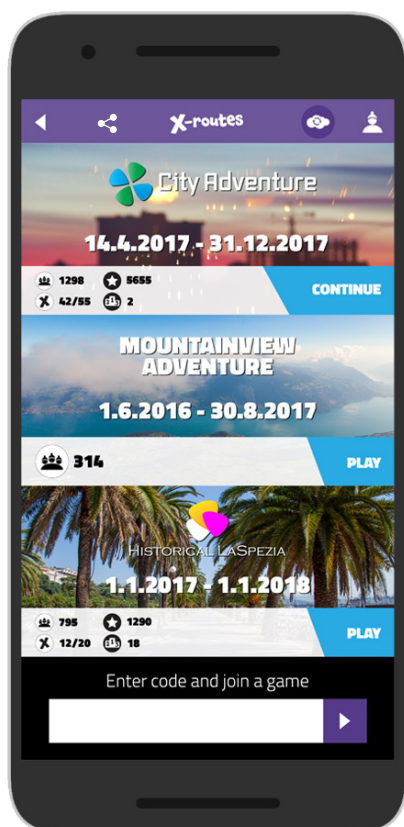 X-routes
City Adventure
14.4.2017 - 31.12.2017
1298 5655
42/55 2
CONTINUE
MOUNTAINVIEW
ADVENTURE
1.6.2016 - 30.8.2017
314
PLAY
HISTORICAL LASPEZIA
1.1.2017 - 1.1.2018
795 1290
12/20 18
PLAY
Enter code and join a game